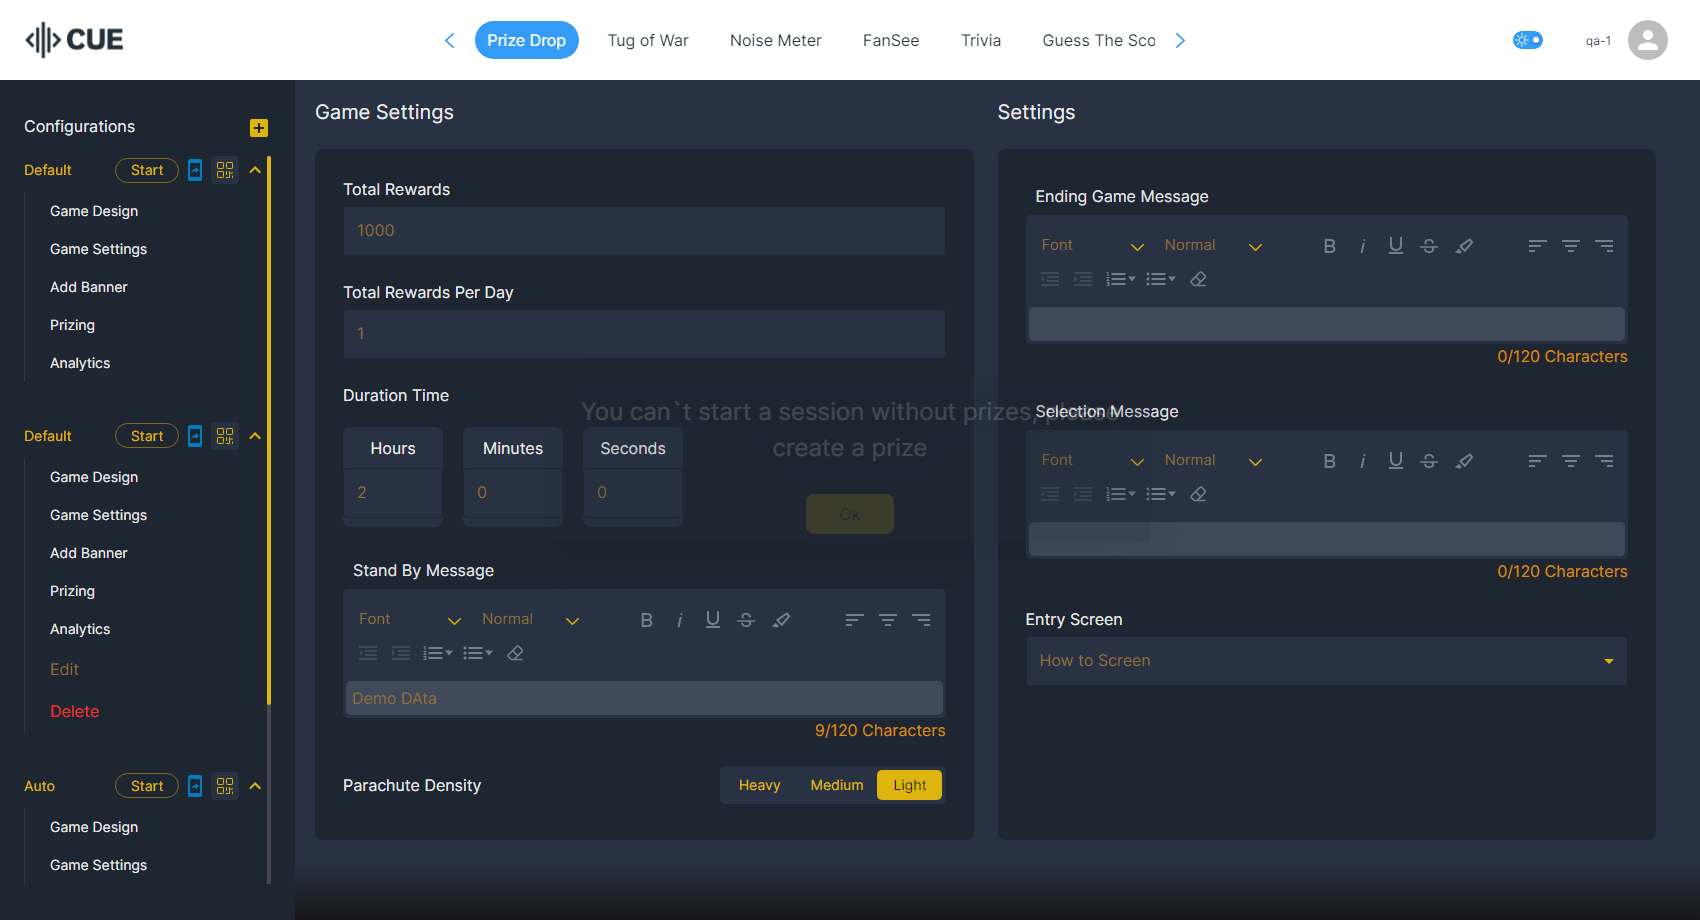 CUE
Prize Drop
Tug of War
Noise Meter
FanSee
Trivia
Guess The Sco
qa-1
Configurations
Default
Start
Game Design
Game Settings
Add Banner
Prizing
Analytics
Default
Start
Game Design
Game Settings
Add Banner
Prizing
Analytics
Edit
Delete
Auto
Start
Game Design
Game Settings
Game Settings
Total Rewards
1000
Total Rewards Per Day
1
Duration Time
Hours
Minutes
Seconds
2
0
0
Stand By Message
Font
Normal
Demo DAta
9/120 Characters
Parachute Density
Heavy
Medium
Light
You can`t start a session without prizes, please
create a prize
Ok
Settings
Ending Game Message
Font
Normal
0/120 Characters
Selection Message
Font
Normal
0/120 Characters
Entry Screen
How to Screen